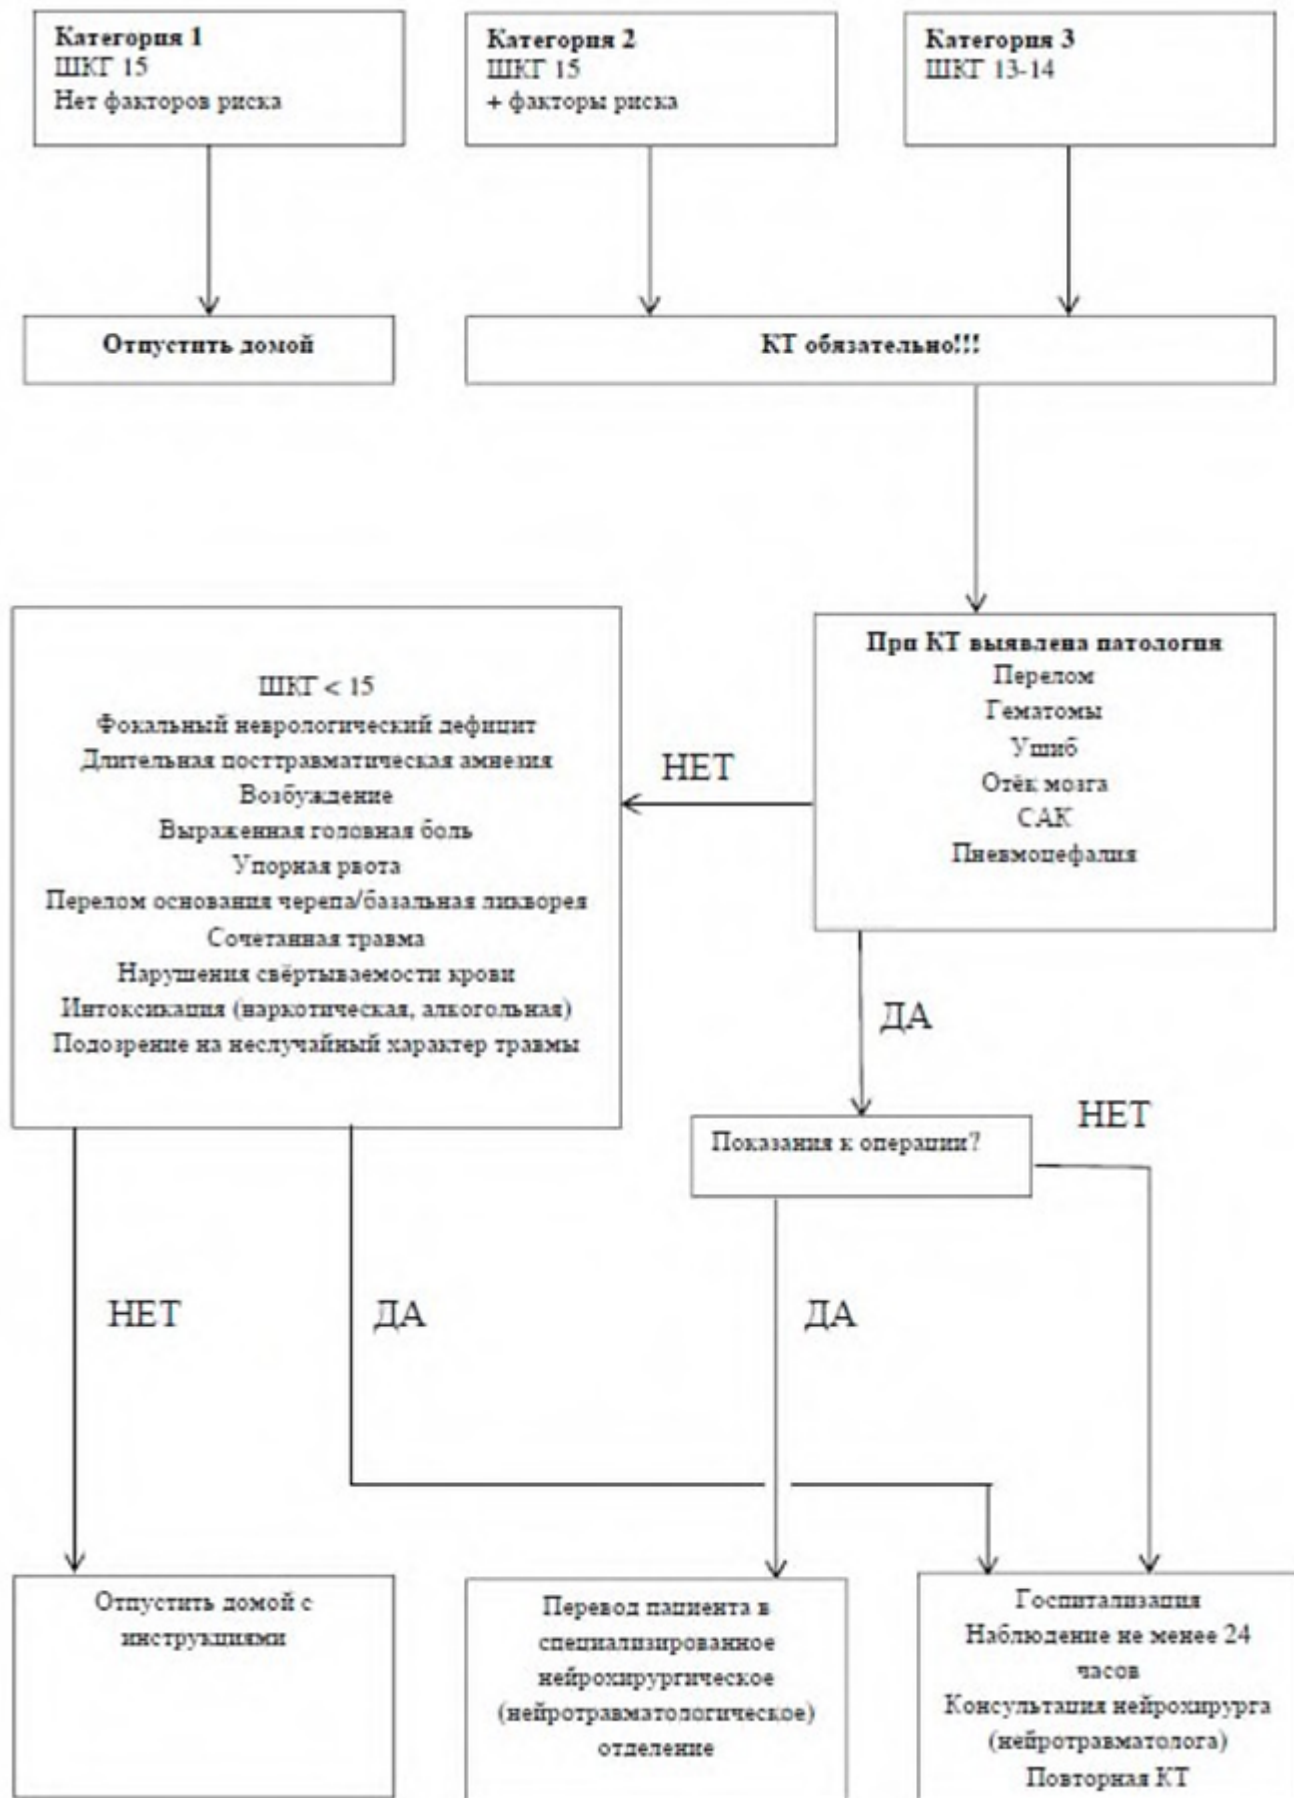 Категория 1
ШКГ 15
Нет факторов риска
Категория 2
ШКГ 15
+ факторы риска
Категория 3
ШКГ 13-14
Отпустить домой
КТ обязательно!!!
При КТ выявлена патология
Перелом
Гематомы
Ушиб
Отёк мозга
САК
Пневмоцефалия
НЕТ
ШКГ < 15
Фокальный неврологический дефицит
Длительная посттравматическая амнезия
Возбуждение
Выраженная головная боль
Упорная рвота
Перелом основания черепа/базальная ликворея
Сочетанная травма
Нарушения свёртываемости крови
Интоксикация (наркотическая, алкогольная)
Подозрение на неслучайный характер травмы
ДА
Показания к операции?
НЕТ
НЕТ
ДА
ДА
Отпустить домой с
инструкциями
Перевод пациента в
специализированное
нейрохирургическое
(нейротравматологическое)
отделение
Госпитализация
Наблюдение не менее 24
часов
Консультация нейрохирурга
(нейротравматолога)
Повторная КТ